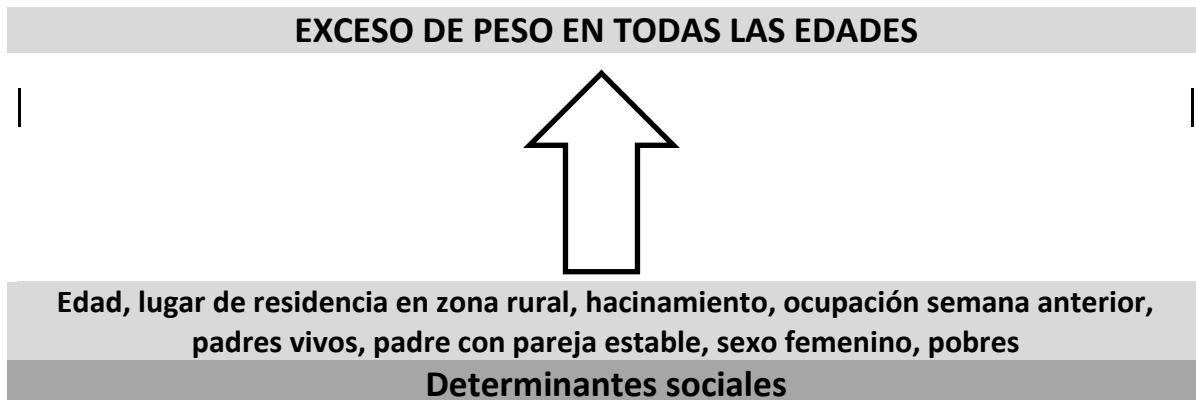 EXCESO DE PESO EN TODAS LAS EDADES
Edad, lugar de residencia en zona rural, hacinamiento, ocupación semana anterior,
padres vivos, padre con pareja estable, sexo femenino, pobres
Determinantes sociales